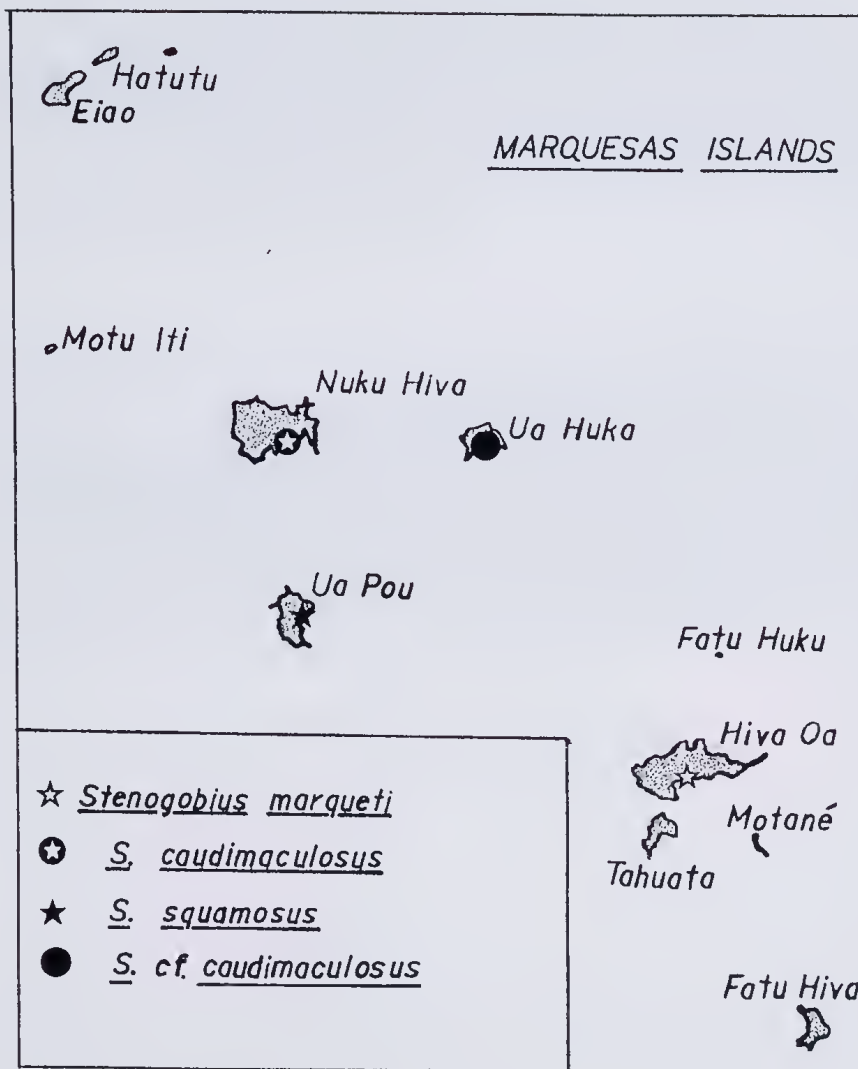 Hatutu
Eiao
MARQUESAS ISLANDS
Motu Iti
Nuku Hiva
Ua Huka
Ua Pou
Fatu Huku
Hiva Oa
Motané
Tahuata
Fatu Hiva
Stenogobius marqueti
S. caudimaculosus
S. squamosus
S. cf. caudimaculosus